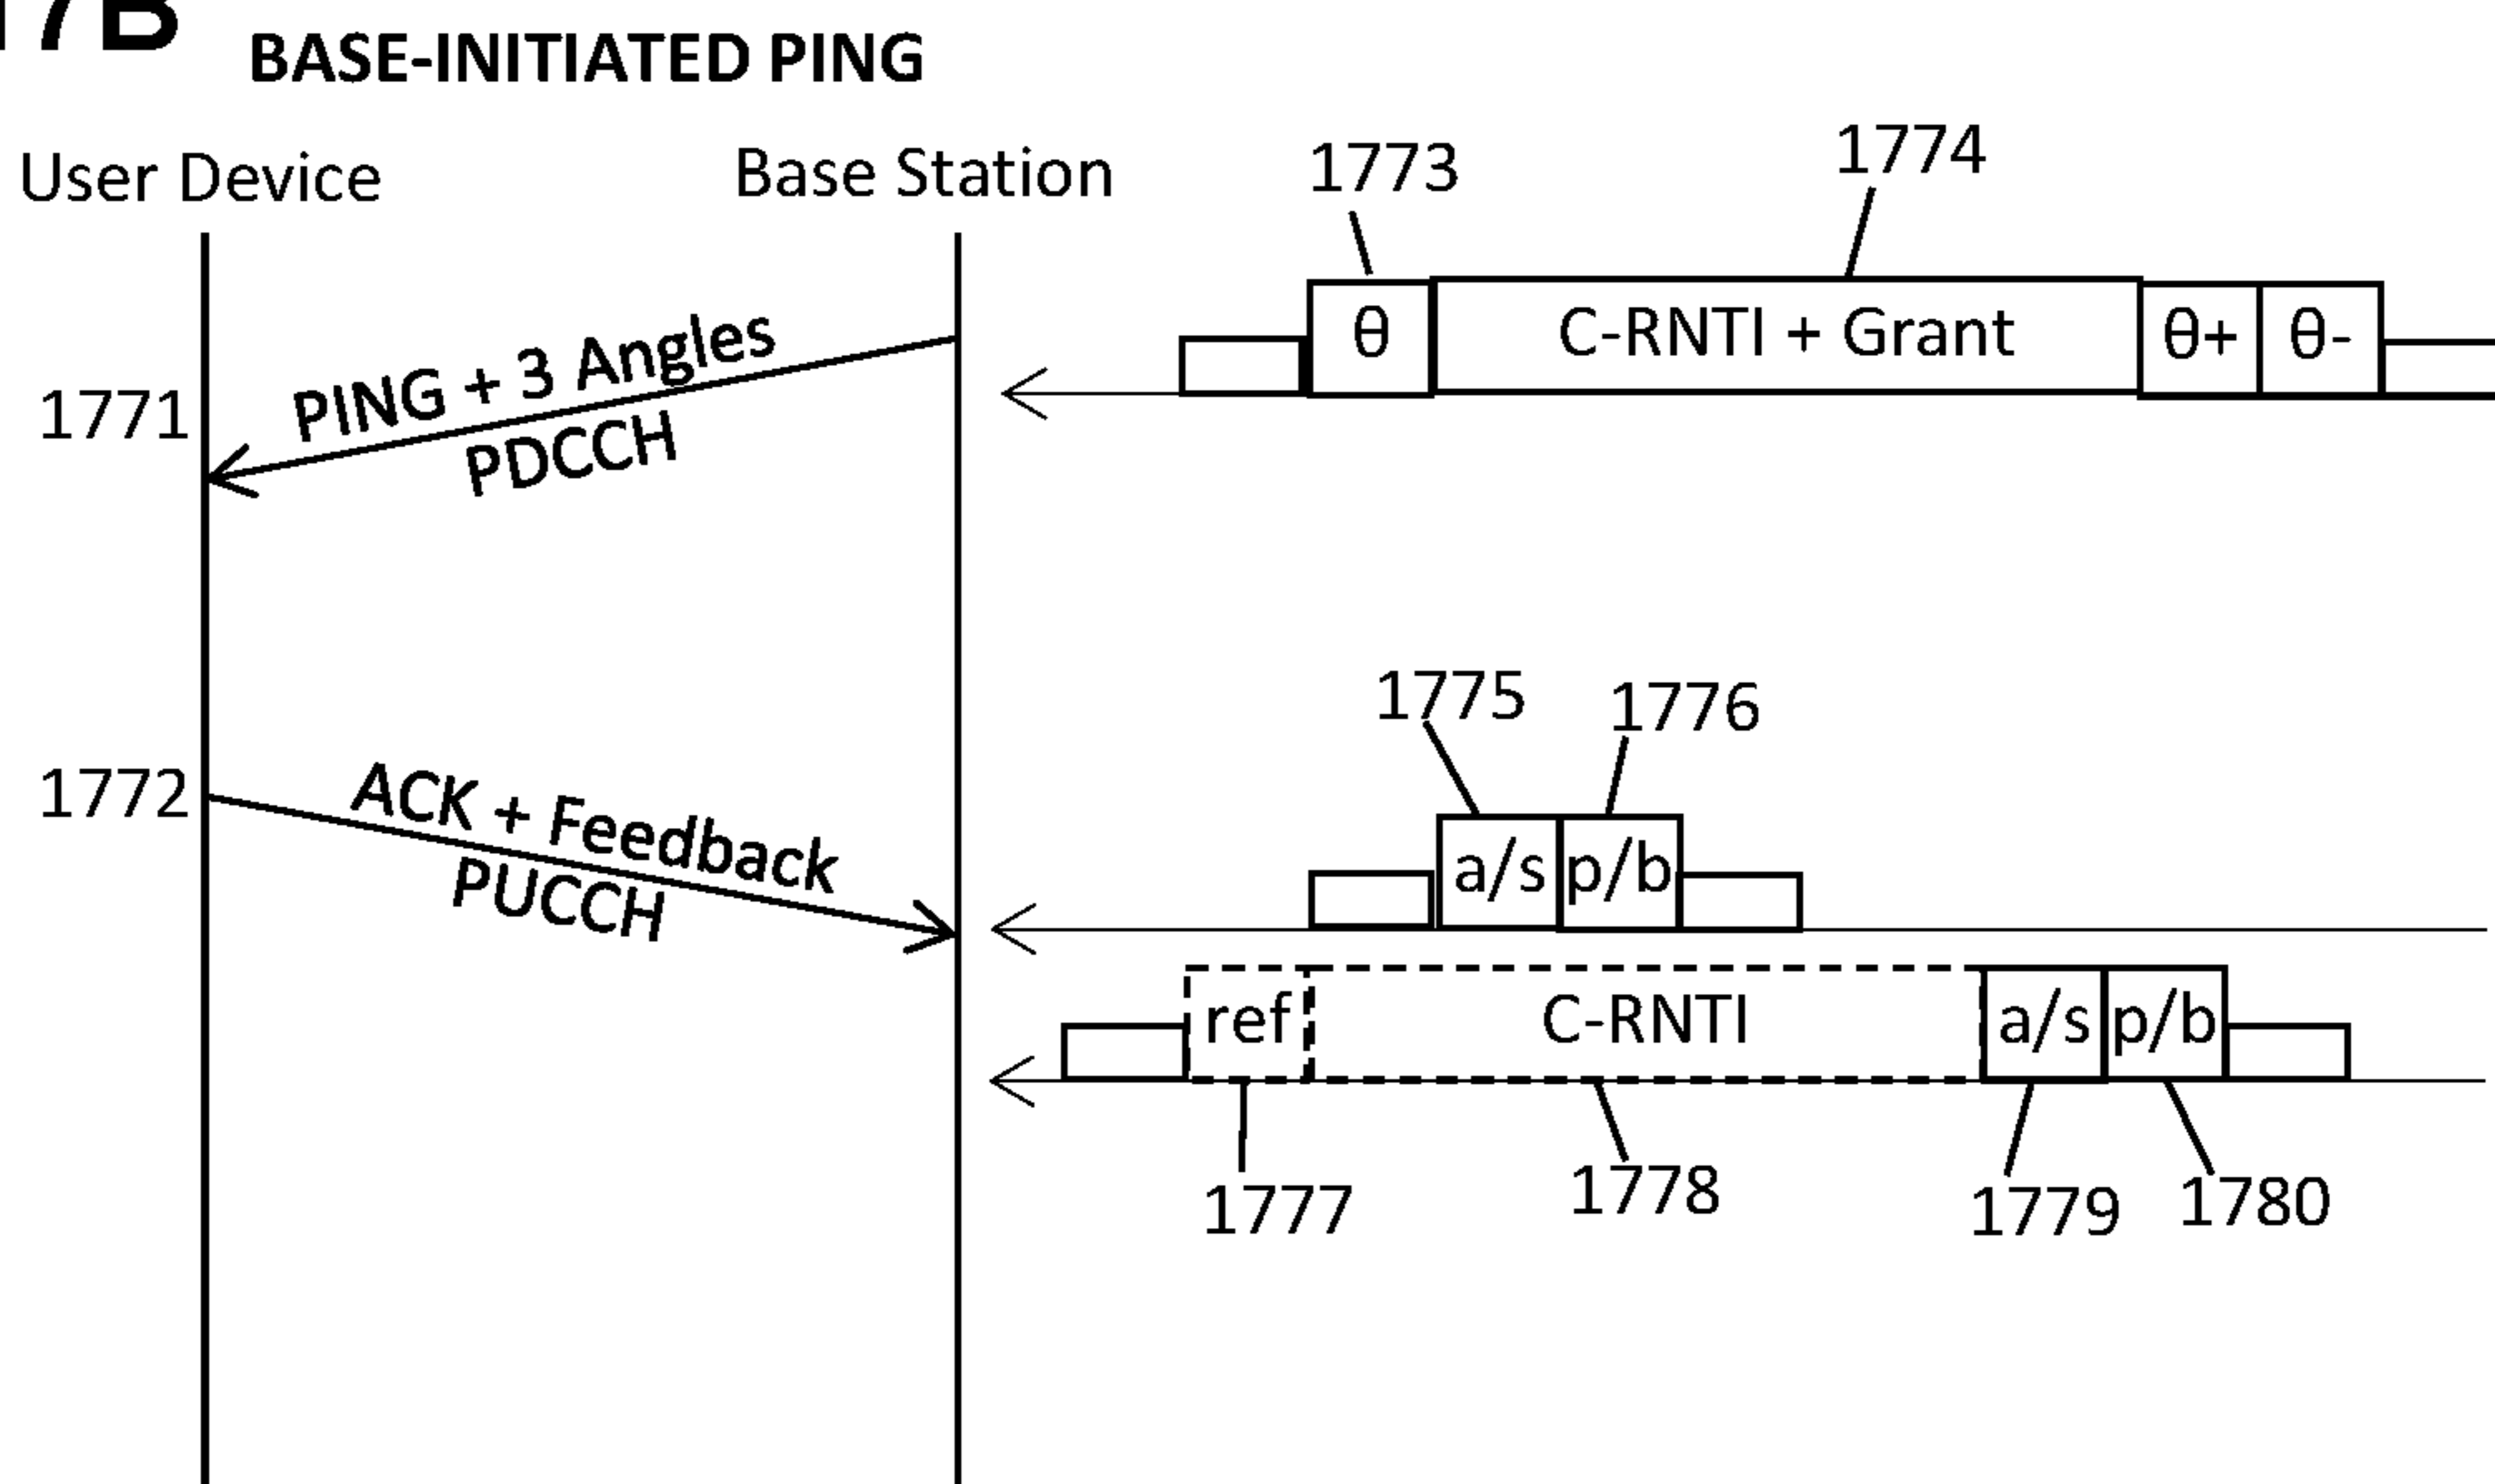 17B
BASE-INITIATED PING
User Device
Base Station
1773
1774
θ
C-RNTI + Grant
θ+
θ-
PING + 3 Angles
PDCCH
1771
1775
1776
a/s
p/b
1772
ACK + Feedback
PUCCH
ref
C-RNTI
a/s
p/b
1777
1778
1779
1780